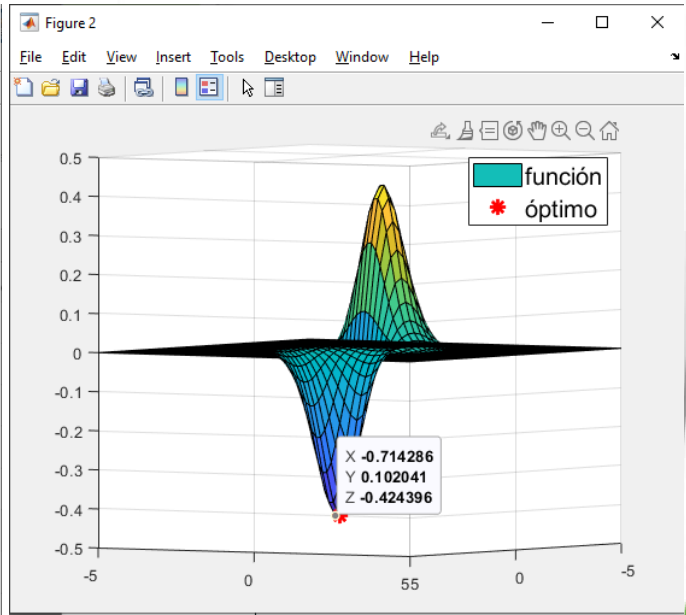 Figure 2
File Edit View Insert Tools Desktop Window Help
0.5
0.4
0.3
0.2
0.1
0
-0.1
-0.2
-0.3
-0.4
-0.5
función
óptimo
X -0.714286
Y 0.102041
Z -0.424396
-5 0 55 0 -5